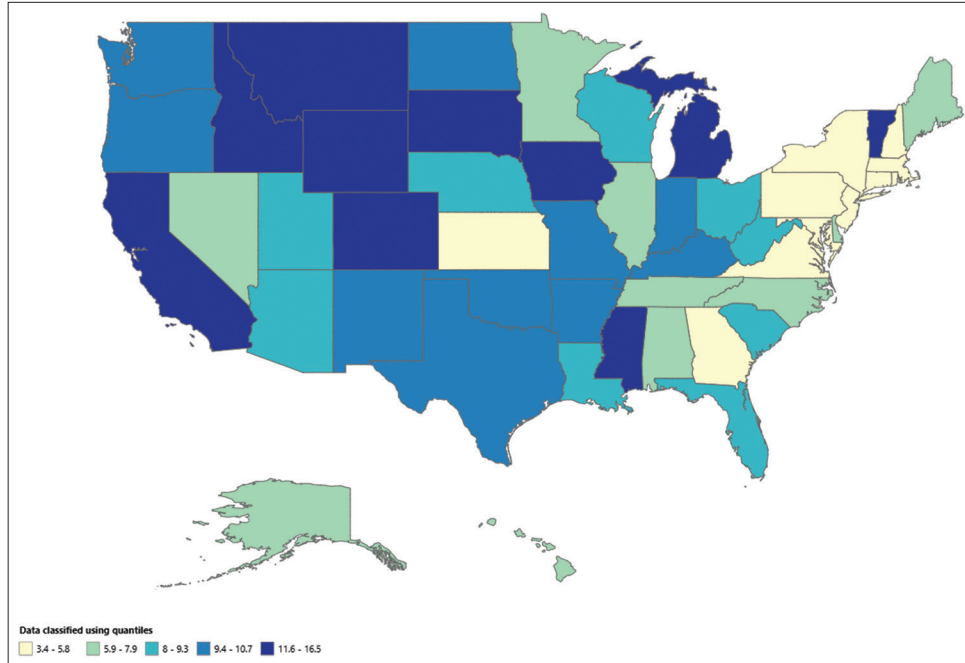 Data classified using quantiles
3.4 - 5.8 5.9 - 7.9 8 - 9.3 9.4 - 10.7 11.6 - 16.5